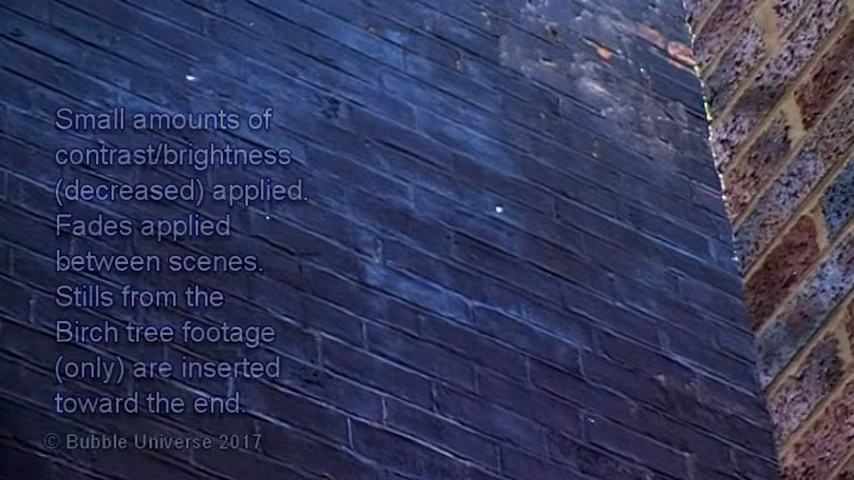 Small amounts of
contrast/brightness
(decreased) applied.
Fades applied
between scenes.
Stills from the
Birch tree footage
(only) are inserted
toward the end.
© Bubble Universe 2017